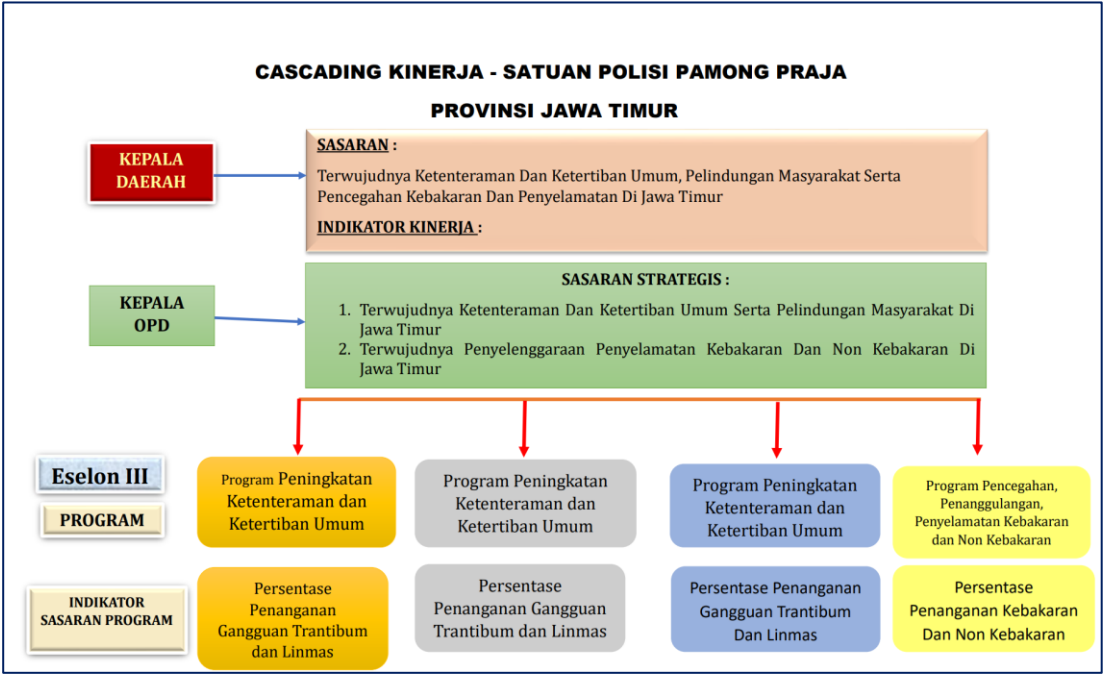 CASCADING KINERJA - SATUAN POLISI PAMONG PRAJA
PROVINSI JAWA TIMUR
KEPALA
DAERAH
SASARAN :
Terwujudnya Ketenteraman Dan Ketertiban Umum, Pelindungan Masyarakat Serta
Pencegahan Kebakaran Dan Penyelamatan Di Jawa Timur
INDIKATOR KINERJA :
KEPALA
OPD
SASARAN STRATEGIS :
1. Terwujudnya Ketenteraman Dan Ketertiban Umum Serta Pelindungan Masyarakat Di
Jawa Timur
2. Terwujudnya Penyelenggaraan Penyelamatan Kebakaran Dan Non Kebakaran Di
Jawa Timur
Eselon III
PROGRAM
Program Peningkatan
Ketenteraman dan
Ketertiban Umum
Program Peningkatan
Ketenteraman dan
Ketertiban Umum
Program Peningkatan
Ketenteraman dan
Ketertiban Umum
Program Pencegahan,
Penanggulangan,
Penyelamatan Kebakaran
dan Non Kebakaran
INDIKATOR
SASARAN PROGRAM
Persentase
Penanganan
Gangguan Trantibum
dan Linmas
Persentase
Penanganan Gangguan
Trantibum dan Linmas
Persentase Penanganan
Gangguan Trantibum
Dan Linmas
Persentase
Penanganan Kebakaran
Dan Non Kebakaran